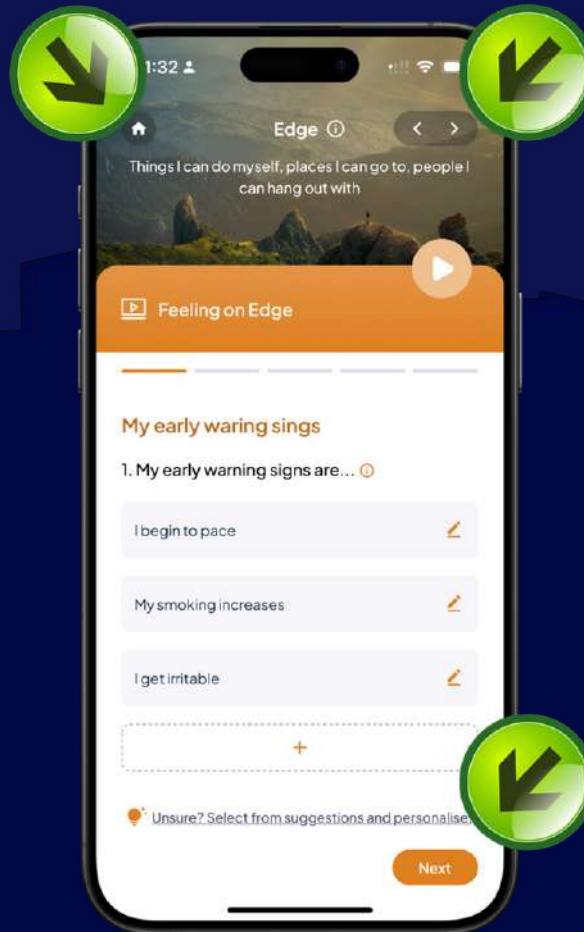 1:32
Edge
Things I can do myself, places I can go to, people I
can hang out with
Feeling on Edge
My early waring sings
1. My early warning signs are...
I begin to pace
My smoking increases
I get irritable
+
Unsure? Select from suggestions and personalise.
Next